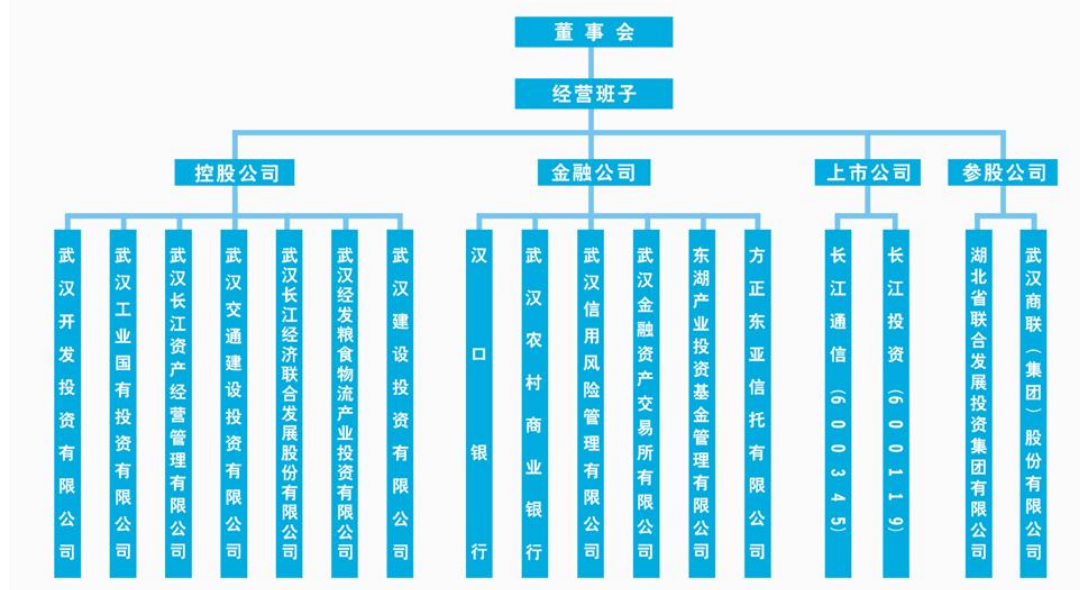 董事会
经营班子
控股公司
金融公司
上市公司
参股公司
武汉开发投资有限公司
武汉工业国有投资有限公司
武汉长江资产经营管理有限公司
武汉交通建设投资有限公司
武汉长江经济联合发展股份有限公司
武汉经发粮食物流产业投资有限公司
武汉建设投资有限公司
汉口银行
武汉农村商业银行
武汉信用风险管理有限公司
武汉金融资产交易所有限公司
东湖产业投资基金管理有限公司
方正东亚信托有限公司
长江通信（600345）
长江投资（600119）
湖北省联合发展投资集团有限公司
武汉商联（集团）股份有限公司